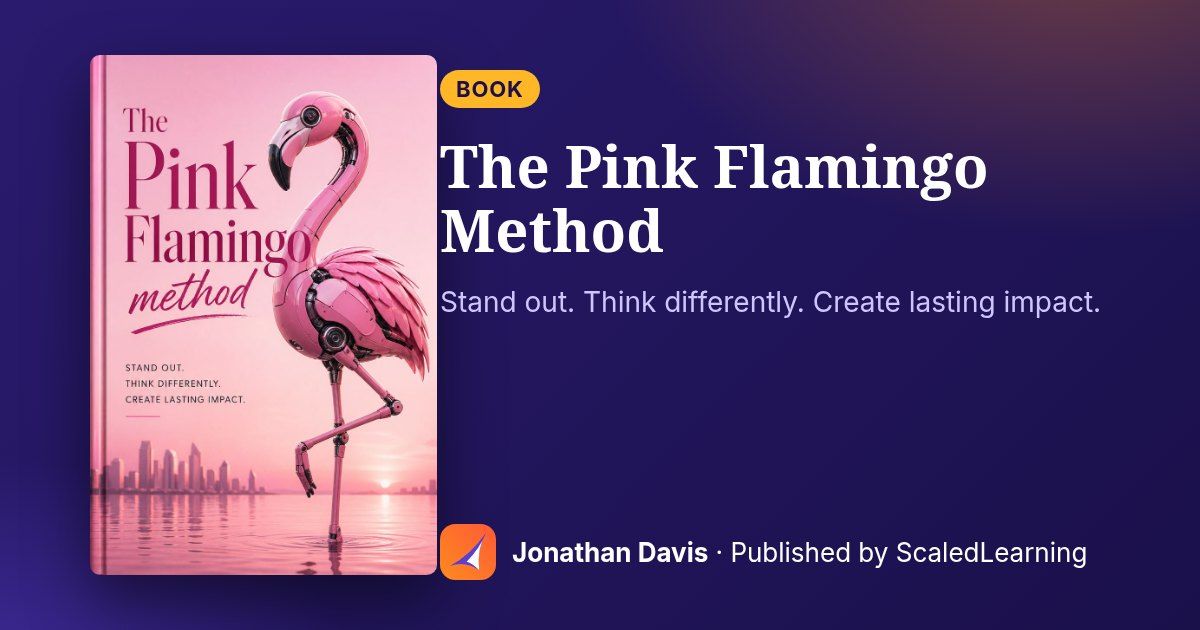 The
Pink
Flamingo
method
STAND OUT.
THINK DIFFERENTLY.
CREATE LASTING IMPACT.
BOOK
The Pink Flamingo
Method
Stand out. Think differently. Create lasting impact.
Jonathan Davis · Published by ScaledLearning